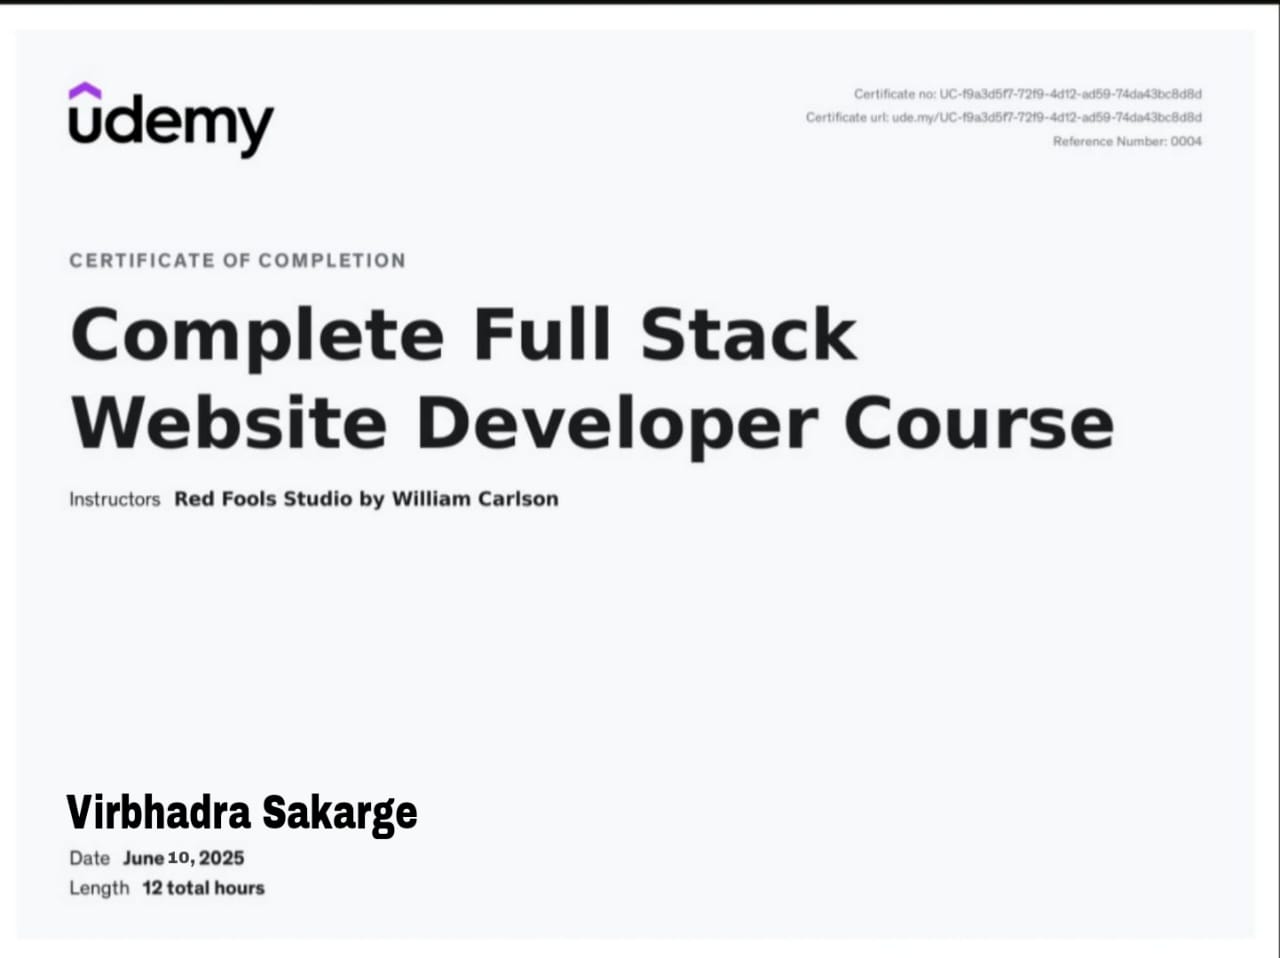 udemy
Certificate no: UC-f9a3d5f7-72f9-4d12-ad59-74da43bc8d8d
Certificate url: ude.my/UC-f9a3d5f7-72f9-4d12-ad59-74da43bc8d8d
Reference Number: 0004
CERTIFICATE OF COMPLETION
Complete Full Stack
Website Developer Course
Instructors Red Fools Studio by William Carlson
Virbhadra Sakarge
Date June 10, 2025
Length 12 total hours